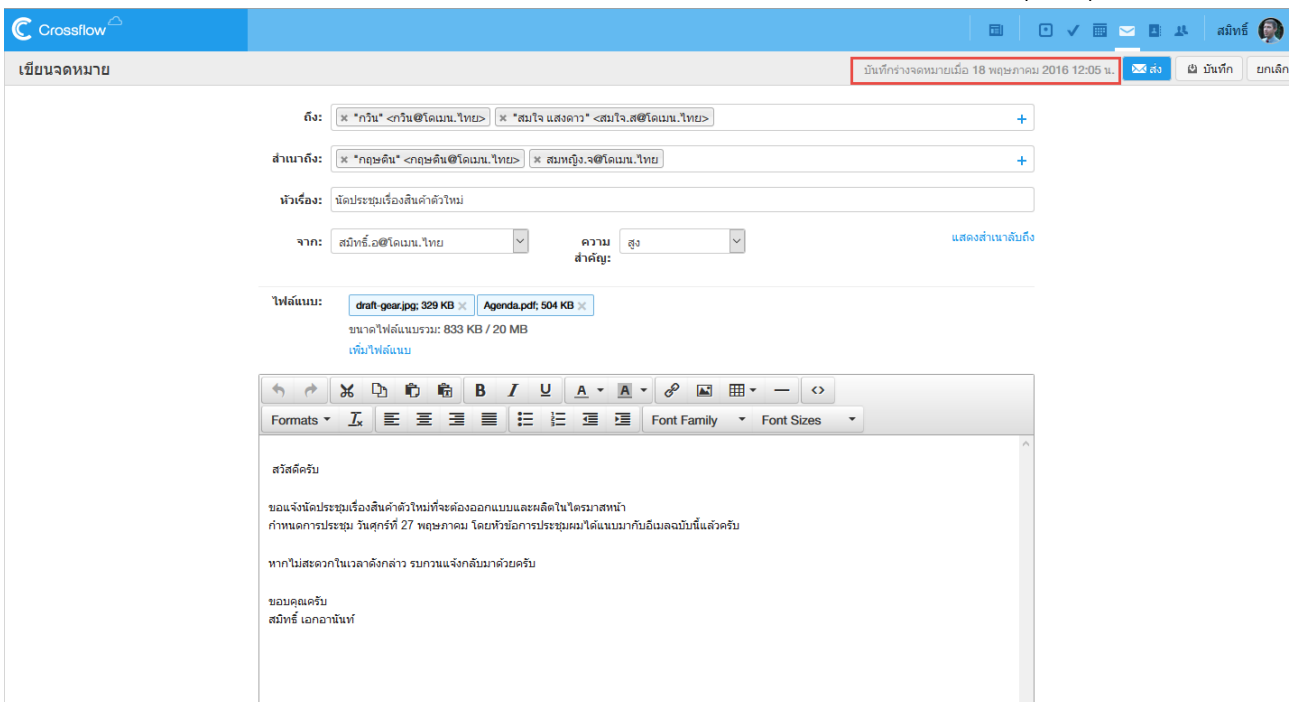 Crossflow
สมิทธิ์
เขียนจดหมาย
บันทึกร่างจดหมายเมื่อ 18 พฤษภาคม 2016 12:05 น. ส่ง บันทึก ยกเลิก
ถึง: × "กวิน" <กวิน@โดเมน.ไทย> × "สมใจ แสงดาว" <สมใจ.ส@โดเมน.ไทย> +
สำเนาถึง: × "กฤษติน" <กฤษติน@โดเมน.ไทย> × สมหญิง.จ@โดเมน.ไทย +
หัวเรื่อง: นัดประชุมเรื่องสินค้าตัวใหม่
จาก: สมิทธิ์.อ@โดเมน.ไทย ความ สูง แสดงสำเนาลับถึง
สำคัญ:
ไฟล์แนบ: draft-gear.jpg; 329 KB × Agenda.pdf; 504 KB ×
ขนาดไฟล์แนบรวม: 833 KB / 20 MB
เพิ่มไฟล์แนบ
B I U A A <>
Formats Font Family Font Sizes
สวัสดีครับ
ขอแจ้งนัดประชุมเรื่องสินค้าตัวใหม่ที่จะต้องออกแบบและผลิตในไตรมาสหน้า
กำหนดการประชุม วันศุกร์ที่ 27 พฤษภาคม โดยหัวข้อการประชุมผมได้แนบมากับอีเมลฉบับนี้แล้วครับ
หากไม่สะดวกในเวลาดังกล่าว รบกวนแจ้งกลับมาด้วยครับ
ขอบคุณครับ
สมิทธิ์ เอกอานันท์